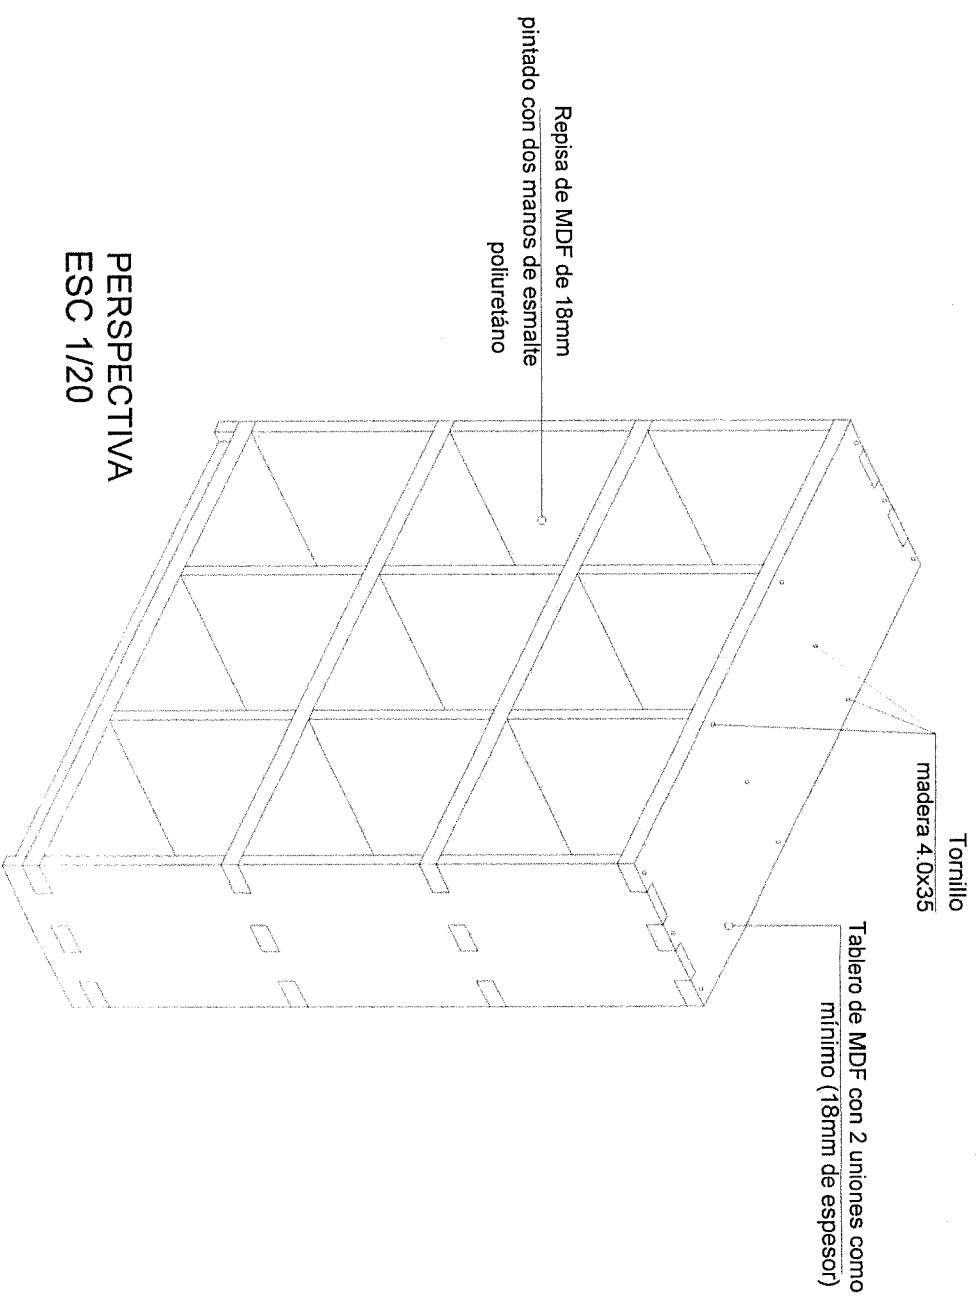 Tornillo
madera 4.0x35
Tablero de MDF con 2 uniones como
mínimo (18mm de espesor)
Repisa de MDF de 18mm
pintado con dos manos de esmalte
poliuretáno
PERSPECTIVA
ESC 1/20